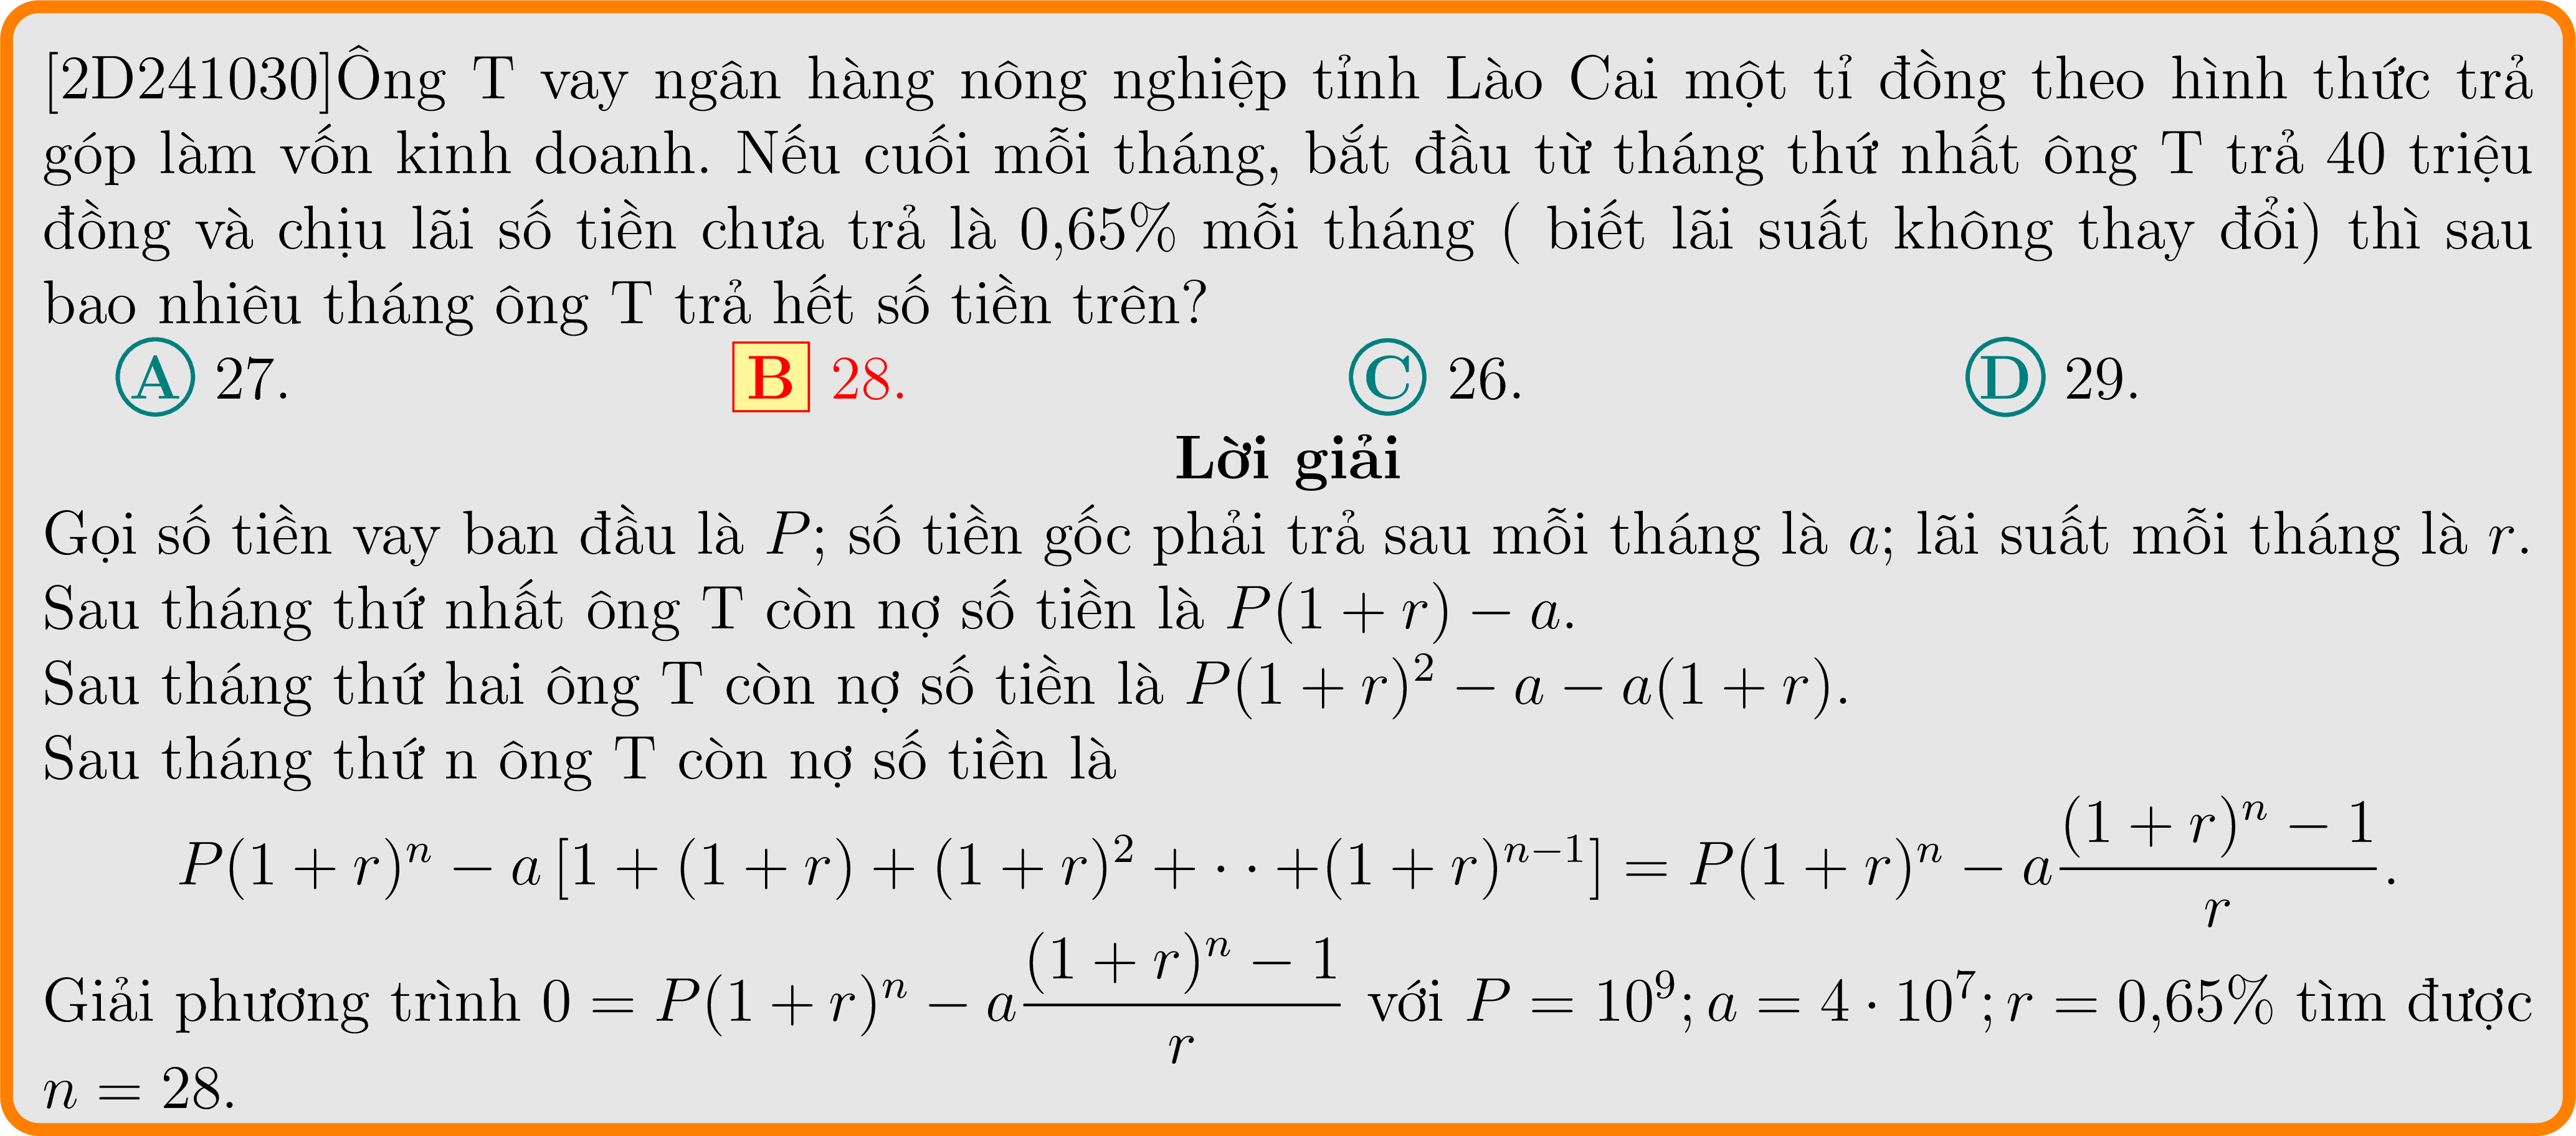 [2D241030]Ông T vay ngân hàng nông nghiệp tỉnh Lào Cai một tỉ đồng theo hình thức trả
góp làm vốn kinh doanh. Nếu cuối mỗi tháng, bắt đầu từ tháng thứ nhất ông T trả 40 triệu
đồng và chịu lãi số tiền chưa trả là 0,65% mỗi tháng ( biết lãi suất không thay đổi) thì sau
bao nhiêu tháng ông T trả hết số tiền trên?
A 27. B 28. C 26. D 29.
Lời giải
Gọi số tiền vay ban đầu là P; số tiền gốc phải trả sau mỗi tháng là a; lãi suất mỗi tháng là r.
Sau tháng thứ nhất ông T còn nợ số tiền là P(1 + r) − a.
Sau tháng thứ hai ông T còn nợ số tiền là P(1 + r)² − a − a(1 + r).
Sau tháng thứ n ông T còn nợ số tiền là
P(1 + r)ⁿ − a [1 + (1 + r) + (1 + r)² + · · +(1 + r)ⁿ⁻¹] = P(1 + r)ⁿ − a\frac{(1 + r)ⁿ − 1}{r}.
Giải phương trình 0 = P(1 + r)ⁿ − a\frac{(1 + r)ⁿ − 1}{r} với P = 10⁹; a = 4 · 10⁷; r = 0,65% tìm được
n = 28.